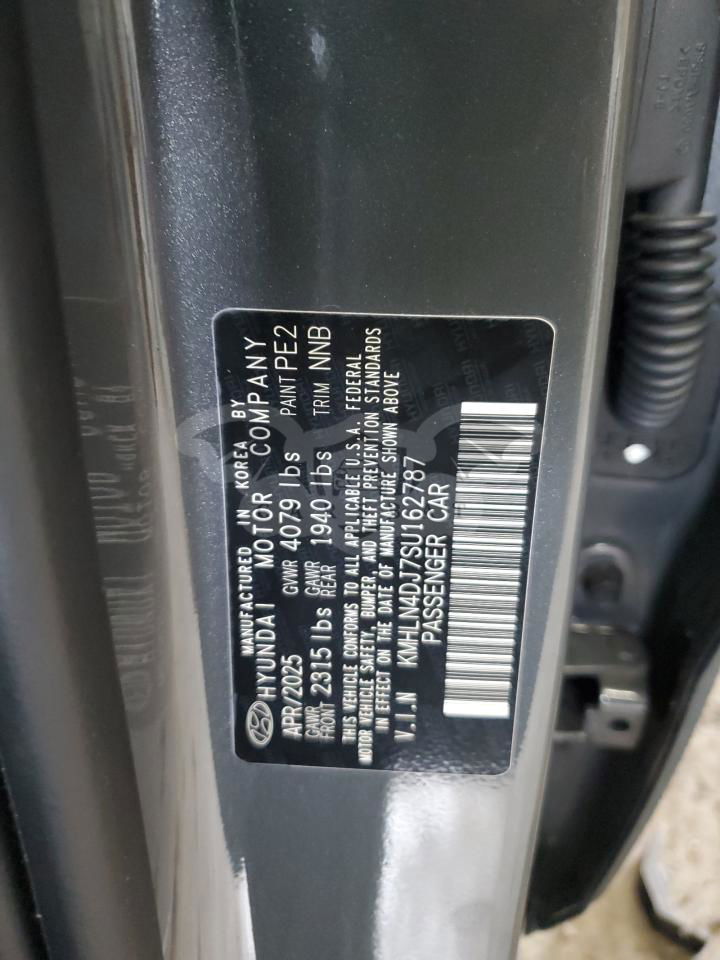 MANUFACTURED IN KOREA BY
HYUNDAI MOTOR COMPANY
APR/2025 GVWR 4079 lbs PAINT PE2
GAWR FRONT 2315 lbs GAWR REAR 1940 lbs TRIM NNB
THIS VEHICLE CONFORMS TO ALL APPLICABLE U.S.A. FEDERAL
MOTOR VEHICLE SAFETY, BUMPER, AND THEFT PREVENTION STANDARDS
IN EFFECT ON THE DATE OF MANUFACTURE SHOWN ABOVE
V.I.N KMHLN4DJ7SU162787
PASSENGER CAR